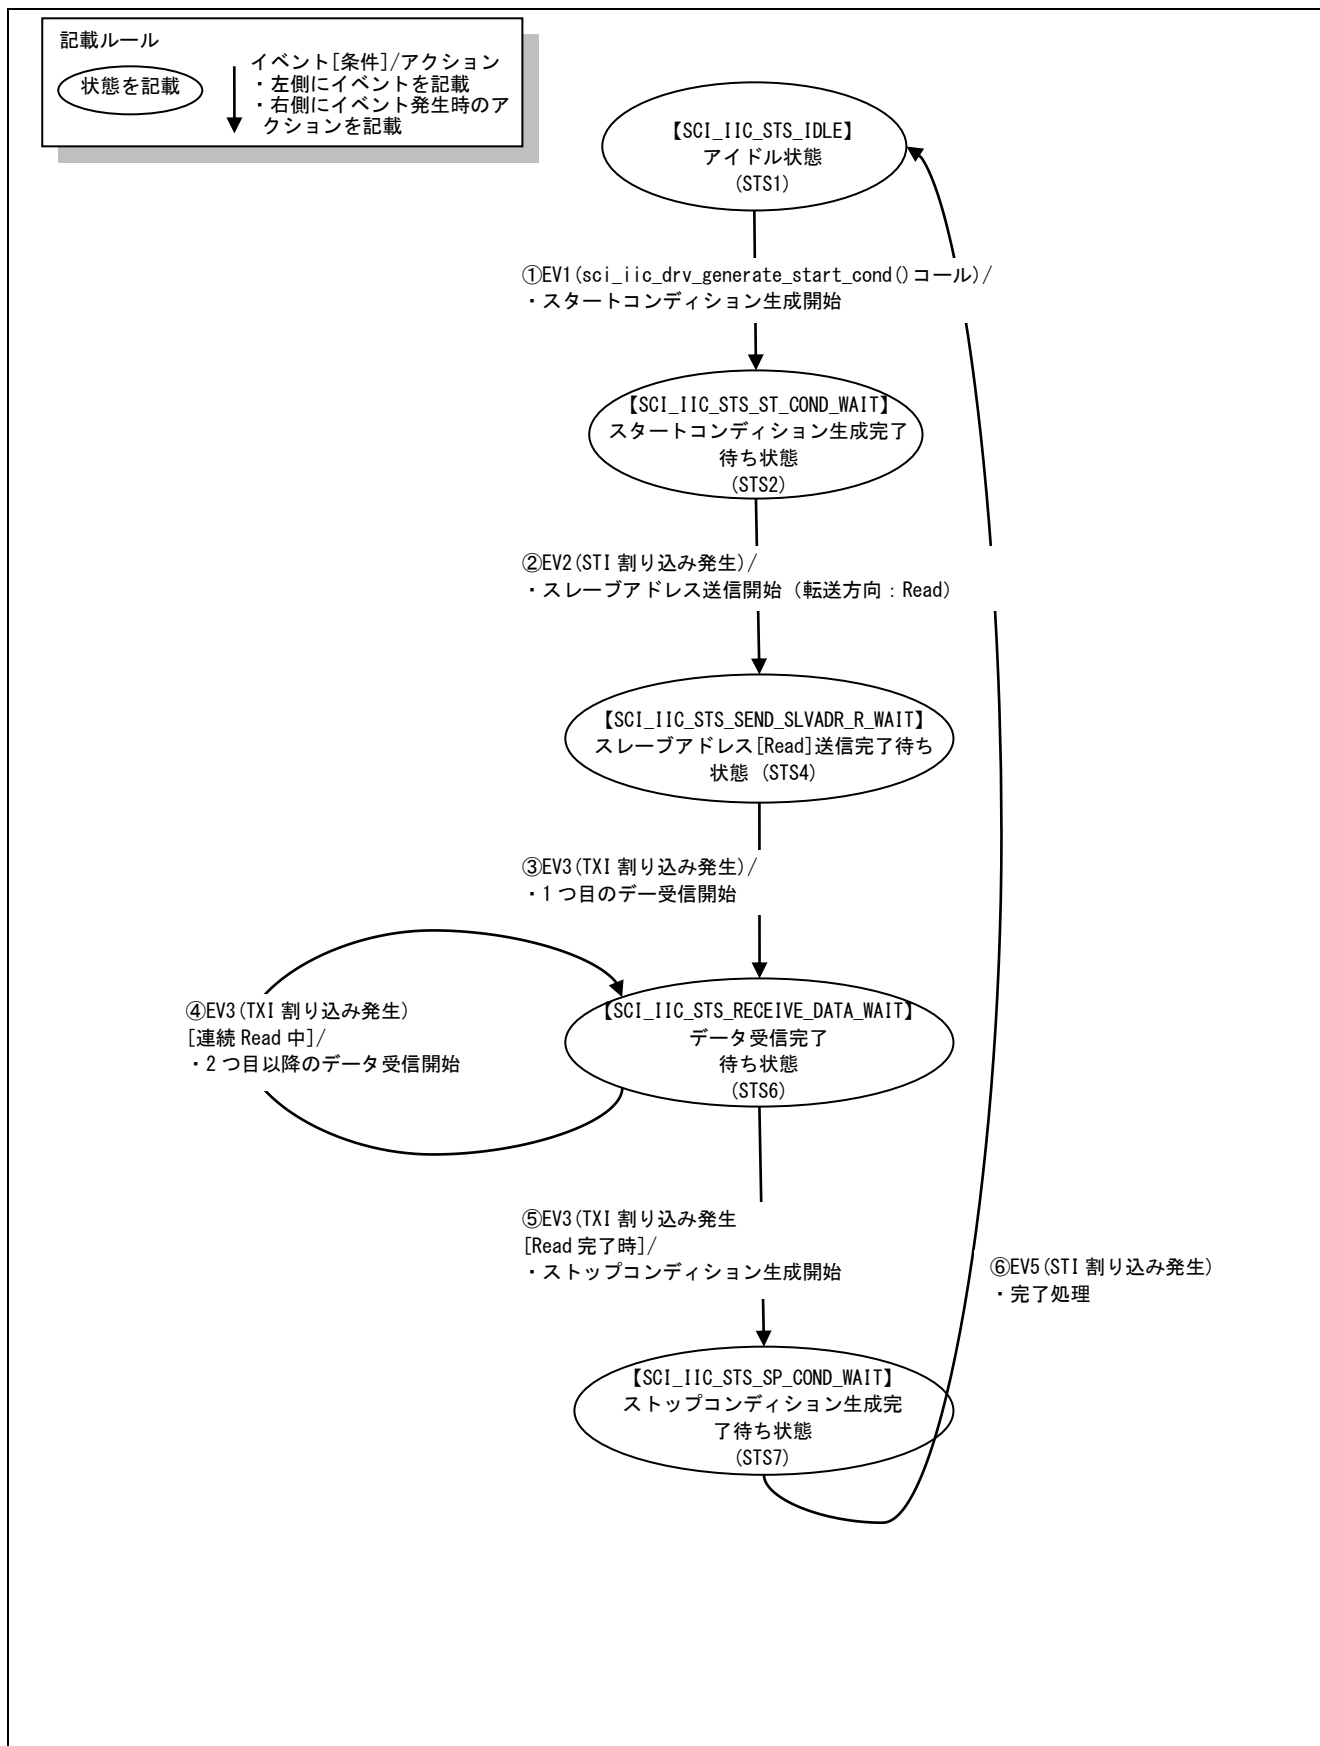 記載ルール
状態を記載
イベント[条件]/アクション
・左側にイベントを記載
・右側にイベント発生時のア
クションを記載
【SCI_IIC_STS_IDLE】
アイドル状態
(STS1)
①EV1(sci_iic_drv_generate_start_cond()コール)/
・スタートコンディション生成開始
【SCI_IIC_STS_ST_COND_WAIT】
スタートコンディション生成完了
待ち状態
(STS2)
②EV2(STI 割り込み発生)/
・スレーブアドレス送信開始（転送方向：Read）
【SCI_IIC_STS_SEND_SLVADR_R_WAIT】
スレーブアドレス[Read]送信完了待ち
状態 (STS4)
③EV3(TXI 割り込み発生)/
・1 つ目のデー受信開始
④EV3(TXI 割り込み発生)
[連続 Read 中]/
・2 つ目以降のデータ受信開始
【SCI_IIC_STS_RECEIVE_DATA_WAIT】
データ受信完了
待ち状態
(STS6)
⑤EV3(TXI 割り込み発生
[Read 完了時]/
・ストップコンディション生成開始
⑥EV5(STI 割り込み発生)
・完了処理
【SCI_IIC_STS_SP_COND_WAIT】
ストップコンディション生成完
了待ち状態
(STS7)